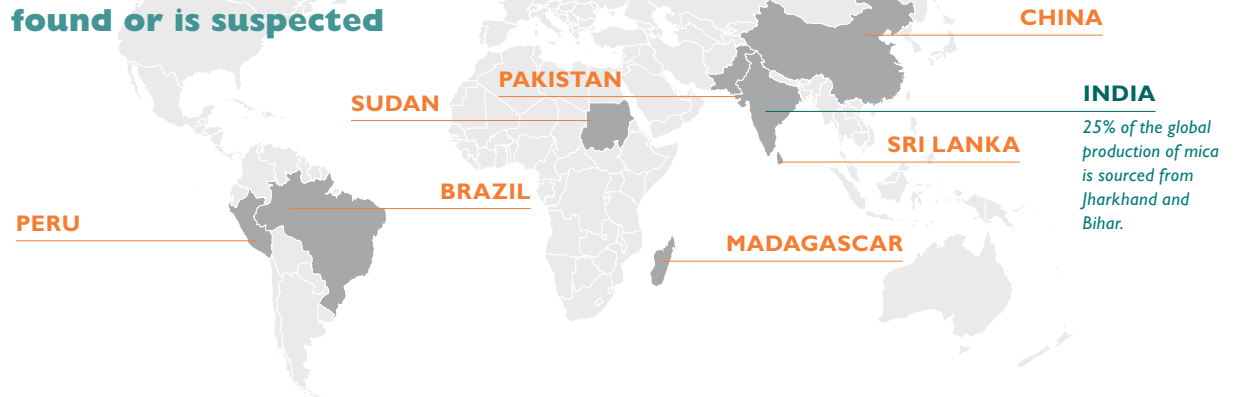 found or is suspected
CHINA
PAKISTAN
SUDAN
INDIA
25% of the global
production of mica
is sourced from
Jharkhand and
Bihar.
SRI LANKA
BRAZIL
PERU
MADAGASCAR